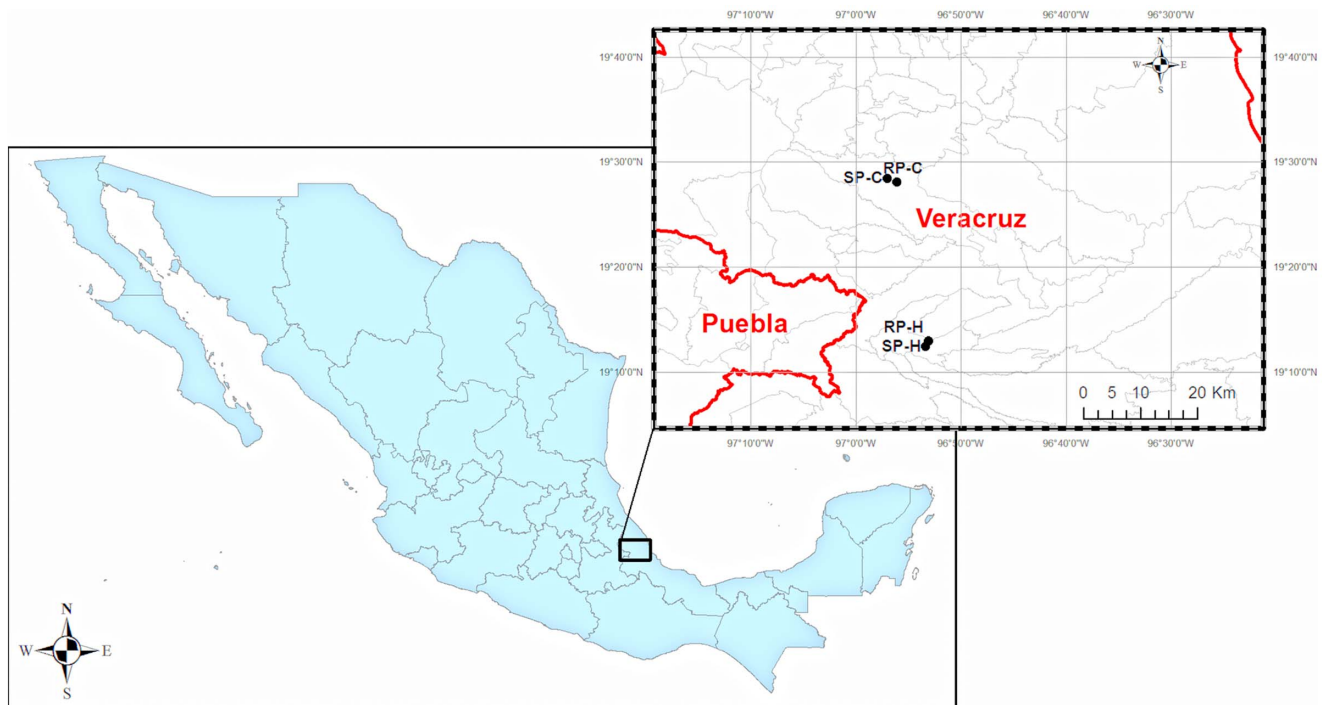 97°10'0"W 97°0'0"W 96°50'0"W 96°40'0"W 96°30'0"W
19°40'0"N N 19°40'0"N
W E
S
19°30'0"N RP-C 19°30'0"N
SP-C
Veracruz
19°20'0"N 19°20'0"N
Puebla RP-H
SP-H
19°10'0"N 0 5 10 20 Km 19°10'0"N
97°10'0"W 97°0'0"W 96°50'0"W 96°40'0"W 96°30'0"W
N
W E
S